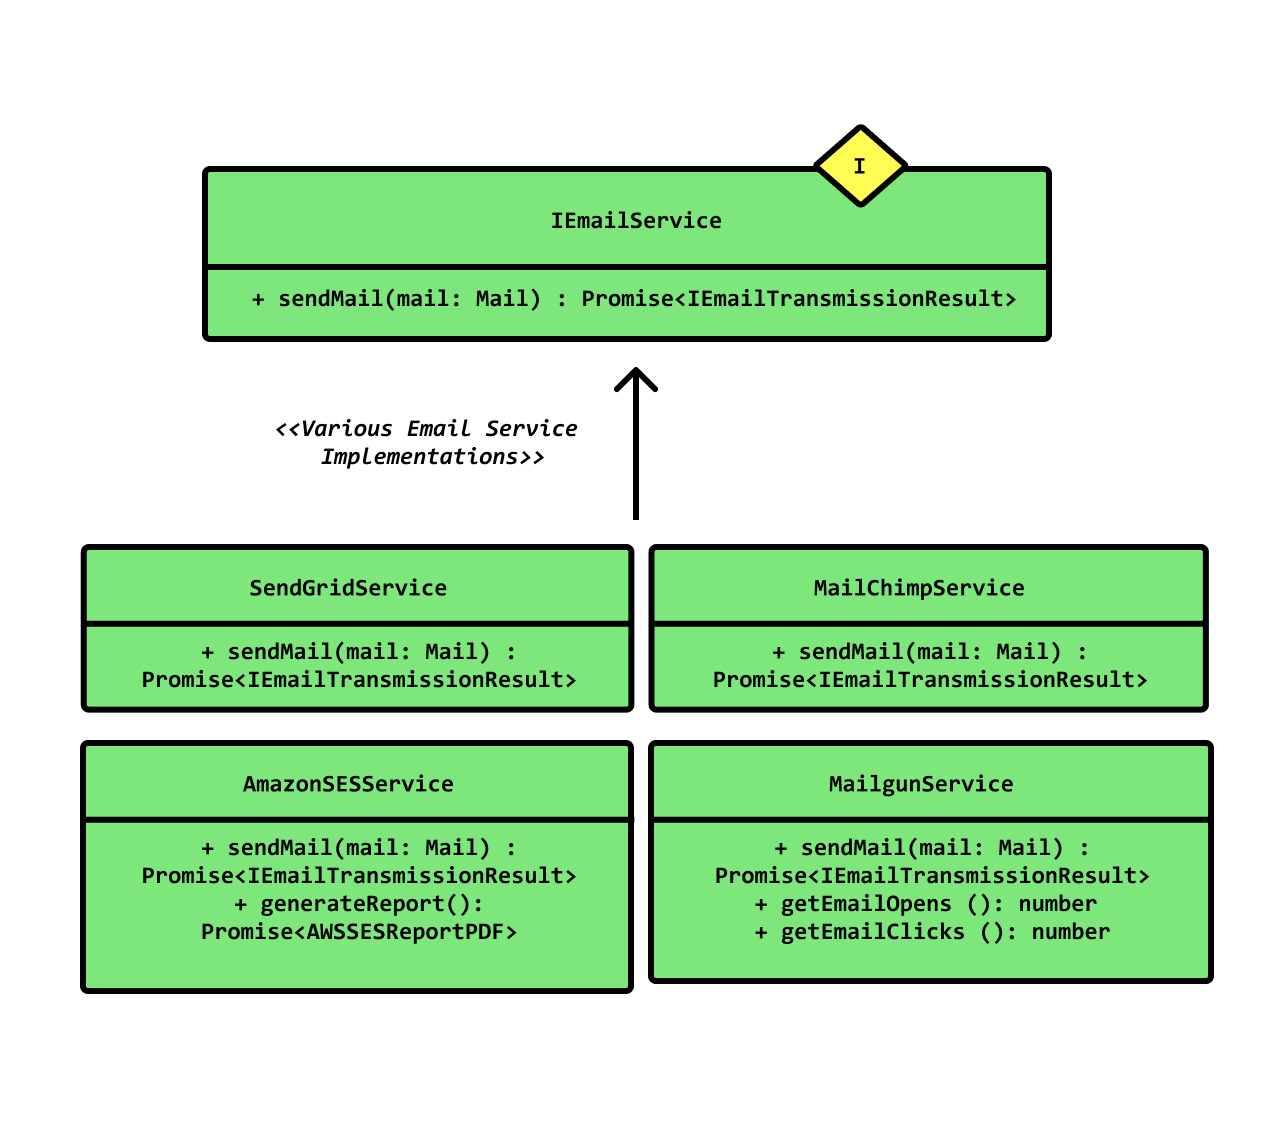 I
IEmailService
+ sendMail(mail: Mail) : Promise<IEmailTransmissionResult>
<<Various Email Service
Implementations>>
SendGridService
+ sendMail(mail: Mail) :
Promise<IEmailTransmissionResult>
MailChimpService
+ sendMail(mail: Mail) :
Promise<IEmailTransmissionResult>
AmazonSESService
+ sendMail(mail: Mail) :
Promise<IEmailTransmissionResult>
+ generateReport():
Promise<AWSSESReportPDF>
MailgunService
+ sendMail(mail: Mail) :
Promise<IEmailTransmissionResult>
+ getEmailOpens (): number
+ getEmailClicks (): number